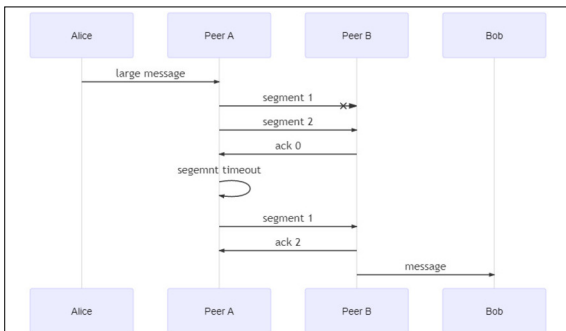 Alice Peer A Peer B Bob
large message
segment 1
segment 2
ack 0
segemnt timeout
segment 1
ack 2
message
Alice Peer A Peer B Bob